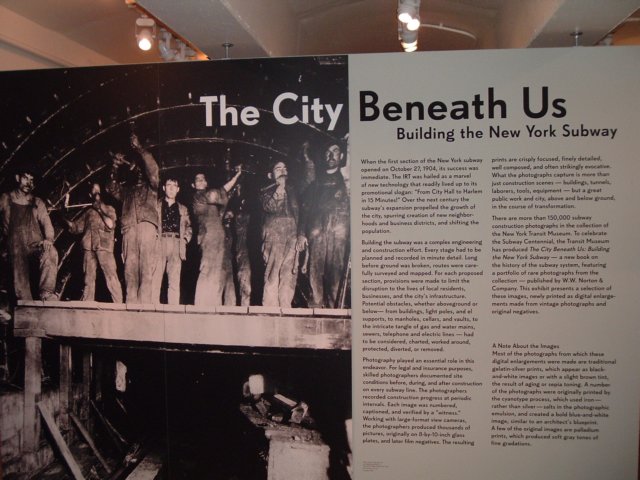 The City Beneath Us
Building the New York Subway
When the first section of the New York subway
opened on October 27, 1904, its success was
immediate. The IRT was hailed as a marvel
of new technology that readily lived up to its
promotional slogan: "From City Hall to Harlem
in 15 Minutes!" Over the next century the
subway's expansion propelled the growth of
the city, spurring creation of new neighbor-
hoods and business districts, and shifting the
population.
Building the subway was a complex engineering
and construction effort. Every stage had to be
planned and recorded in minute detail. Long
before ground was broken, routes were care-
fully surveyed and mapped. For each proposed
section, provisions were made to limit the
disruption to the lives of local residents,
businesses, and the city's infrastructure.
Potential obstacles, whether aboveground or
below — from buildings, light poles, and el
supports, to manholes, cellars, and vaults, to
the intricate tangle of gas and water mains,
sewers, telephone and electric lines — had
to be considered, charted, worked around,
protected, diverted, or removed.
Photography played an essential role in this
endeavor. For legal and insurance purposes,
skilled photographers documented site
conditions before, during, and after construction
on every subway line. The photographers
recorded construction progress at periodic
intervals. Each image was numbered,
captioned, and verified by a "witness."
Working with large-format view cameras,
the photographers produced thousands of
pictures, originally on 8-by-10-inch glass
plates, and later film negatives. The resulting
prints are crisply focused, finely detailed,
well composed, and often strikingly evocative.
What the photographs capture is more than
just construction scenes — buildings, tunnels,
laborers, tools, equipment — but a great
public work and city, above and below ground,
in the course of transformation.
There are more than 150,000 subway
construction photographs in the collection of
the New York Transit Museum. To celebrate
the Subway Centennial, the Transit Museum
has produced The City Beneath Us: Building
the New York Subway — a new book on
the history of the subway system, featuring
a portfolio of rare photographs from the
collection — published by W.W. Norton &
Company. This exhibit presents a selection of
these images, newly printed as digital enlarge-
ments made from vintage photographs and
original negatives.
A Note About the Images
Most of the photographs from which these
digital enlargements were made are traditional
gelatin-silver prints, which appear as black-
and-white images or with a slight brown tint,
the result of aging or sepia toning. A number
of the photographs were originally printed by
the cyanotype process, which used iron —
rather than silver — salts in the photographic
emulsion, and created a bold blue-and-white
image, similar to an architect's blueprint.
A few of the original images are palladium
prints, which produced soft gray tones of
fine gradations.